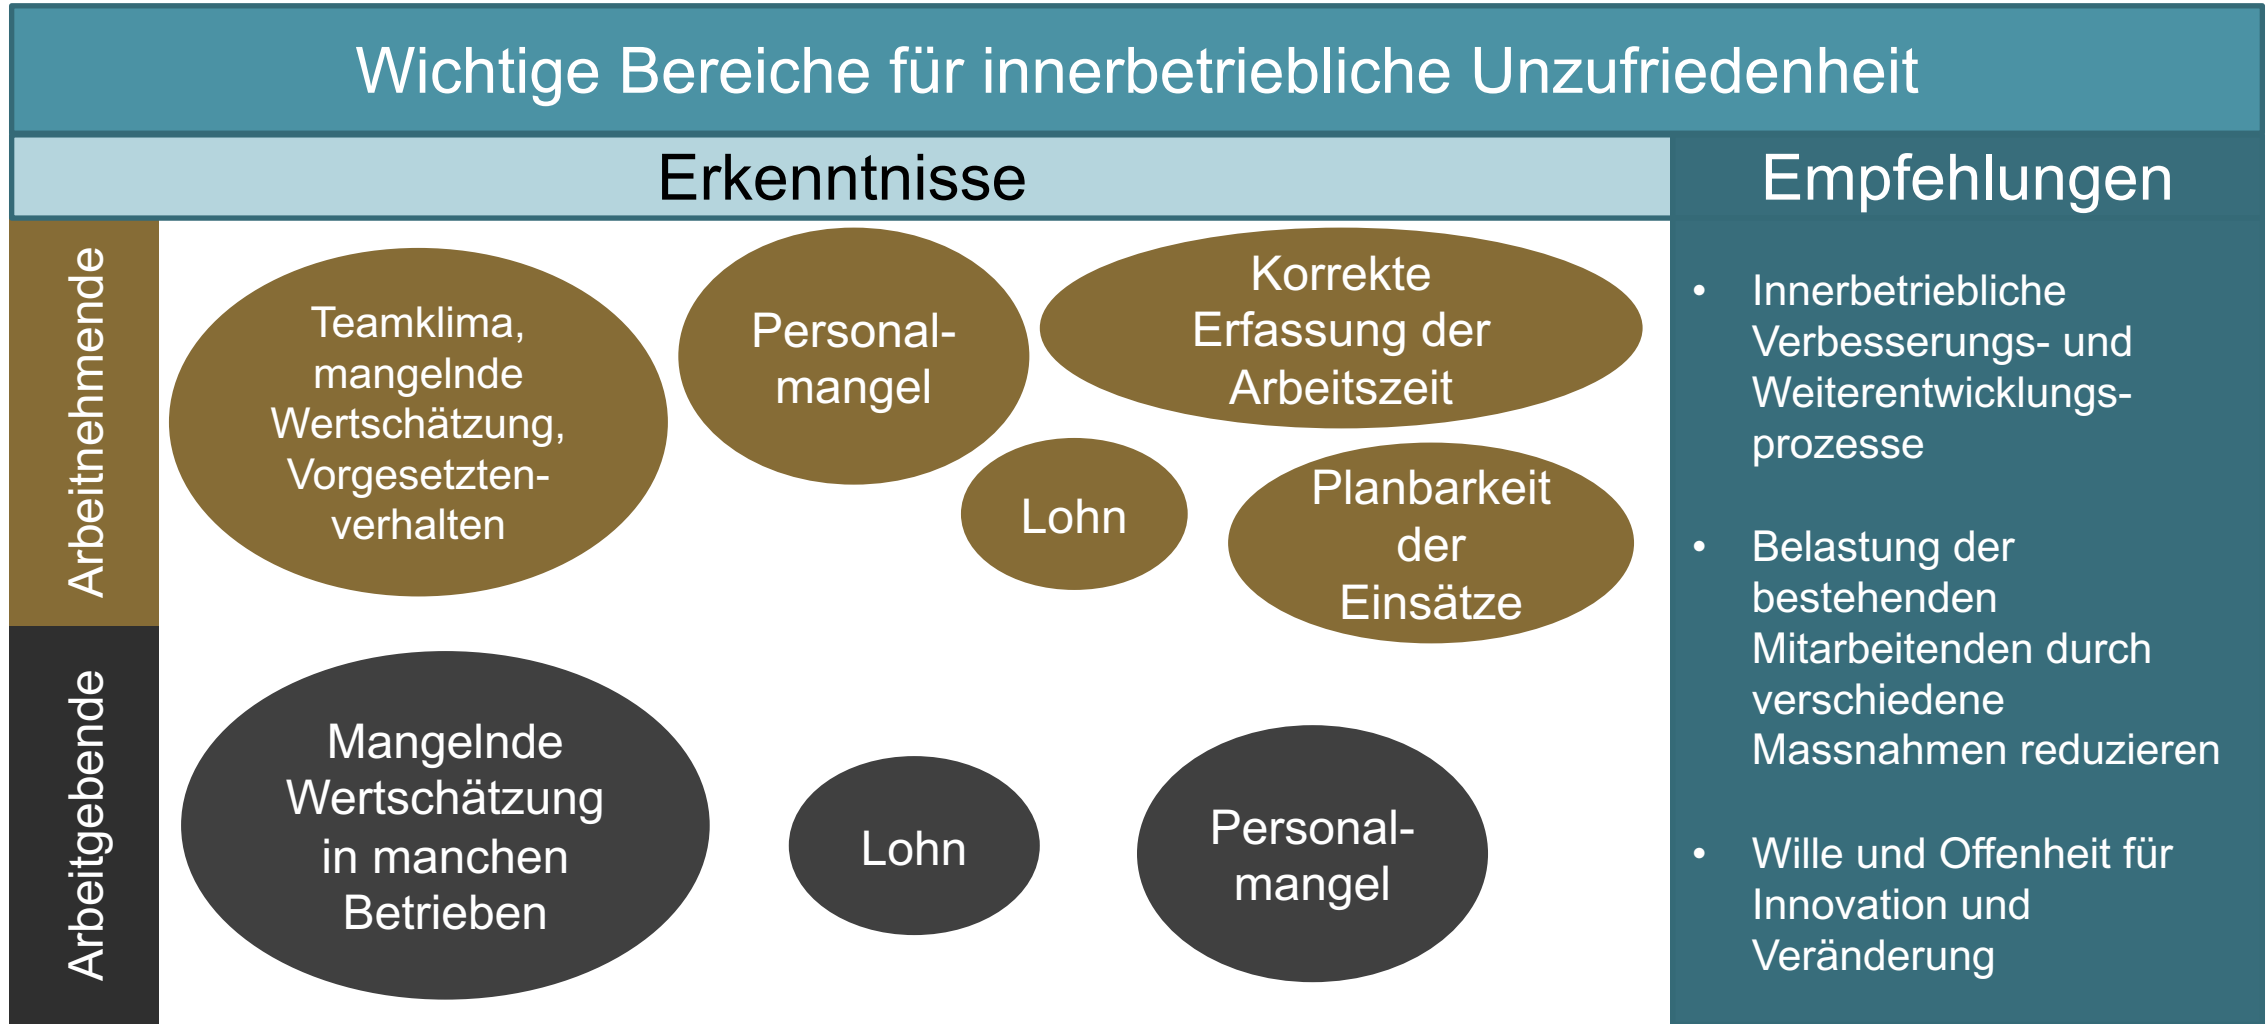 Wichtige Bereiche für innerbetriebliche Unzufriedenheit
Erkenntnisse
Empfehlungen
Arbeitnehmende
Teamklima,
mangelnde
Wertschätzung,
Vorgesetzten-
verhalten
Personal-
mangel
Korrekte
Erfassung der
Arbeitszeit
Lohn
Planbarkeit
der
Einsätze
Arbeitgebende
Mangelnde
Wertschätzung
in manchen
Betrieben
Lohn
Personal-
mangel
• Innerbetriebliche
Verbesserungs- und
Weiterentwicklungs-
prozesse
• Belastung der
bestehenden
Mitarbeitenden durch
verschiedene
Massnahmen reduzieren
• Wille und Offenheit für
Innovation und
Veränderung